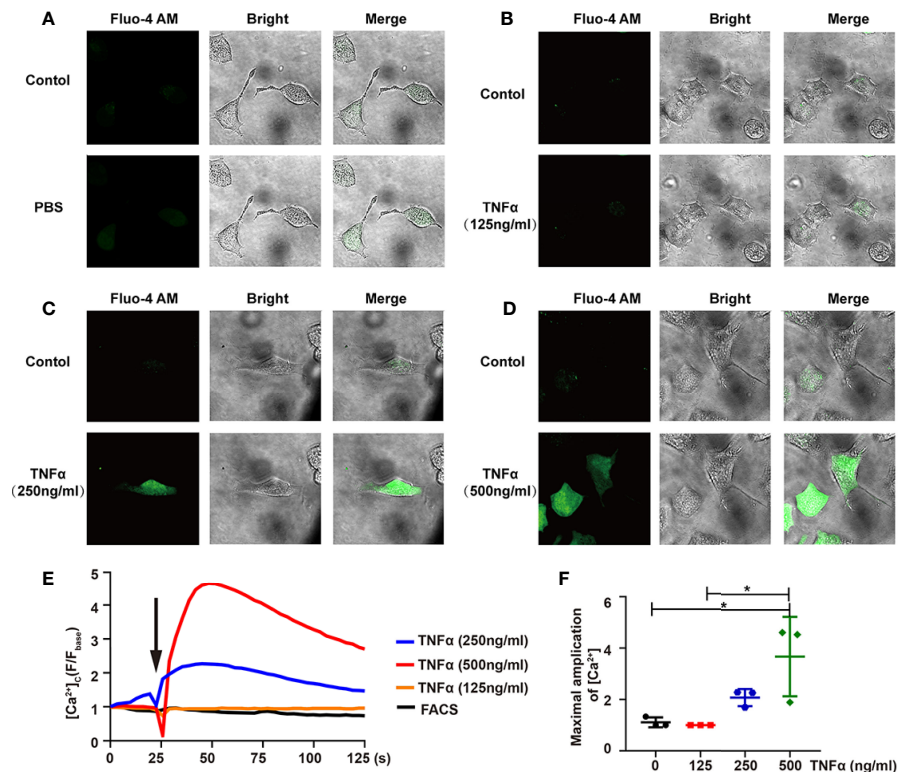 A
Fluo-4 AM Bright Merge
Contol
PBS
B
Fluo-4 AM Bright Merge
Contol
TNFα
(125ng/ml)
C
Fluo-4 AM Bright Merge
Contol
TNFα
(250ng/ml)
D
Fluo-4 AM Bright Merge
Contol
TNFα
(500ng/ml)
E
[Ca²⁺]c(F/Fbase)
5
4
3
2
1
0
0 25 50 75 100 125 (s)
TNFα (250ng/ml)
TNFα (500ng/ml)
TNFα (125ng/ml)
FACS
F
Maximal amplication
of [Ca²⁺]
6
4
2
0
*
*
0 125 250 500 TNFα (ng/ml)